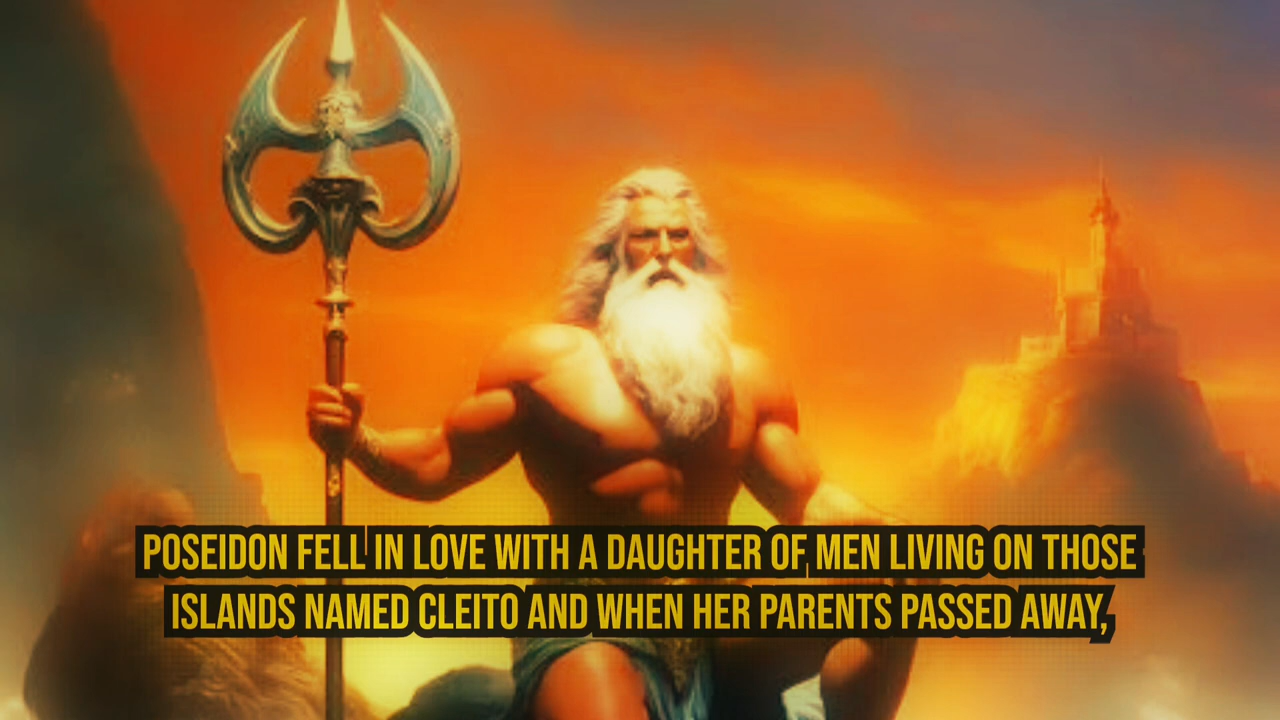 POSEIDON FELL IN LOVE WITH A DAUGHTER OF MEN LIVING ON THOSE
ISLANDS NAMED CLEITO AND WHEN HER PARENTS PASSED AWAY,